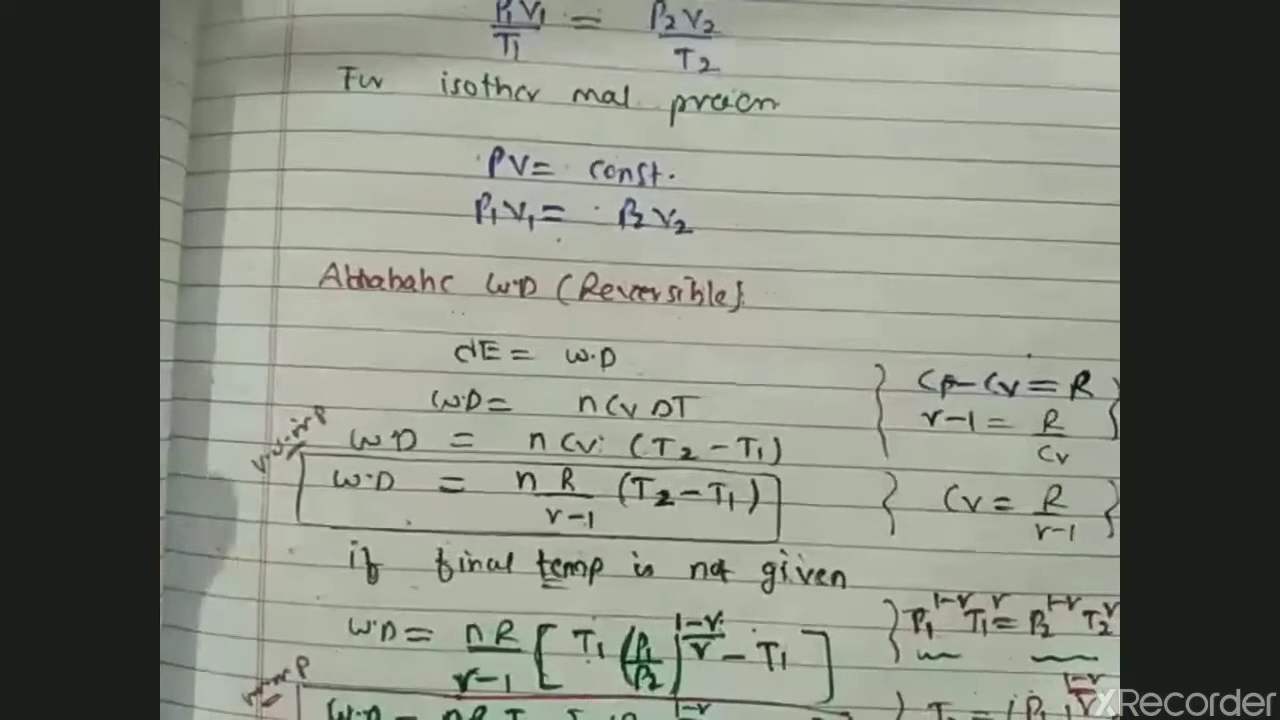 P₁V₁/T₁ = P₂V₂/T₂
For isothermal
PV = const.
P₁V₁ = P₂V₂
W.D (Reversible)
dE = W.D
W.D = nCv ΔT } Cp-Cv = R }
v.v.imp W.D = nCv. (T₂-T₁) r-1 = R/Cv
W.D = nR/r-1 (T₂-T₁) } Cv = R/r-1 }
if final temp is not given
W.D = nR/r-1 [T₁ (P₁/P₂)^(1-r/r) - T₁] } P₁^1-r T₁^r = P₂^1-r T₂^r
XRecorder